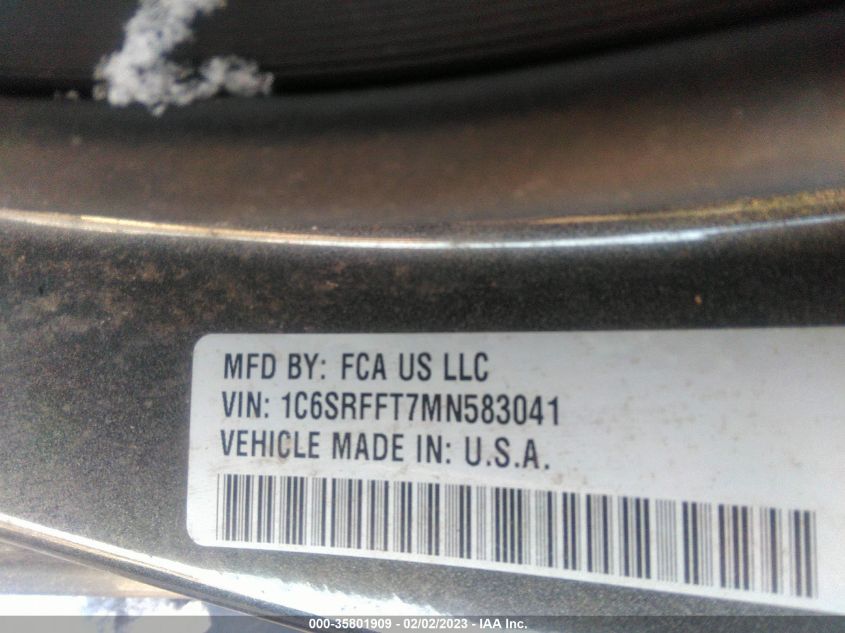 MFD BY: FCA US LLC
VIN: 1C6SRFFT7MN583041
VEHICLE MADE IN: U.S.A.
000-35801909 - 02/02/2023 - IAA Inc.